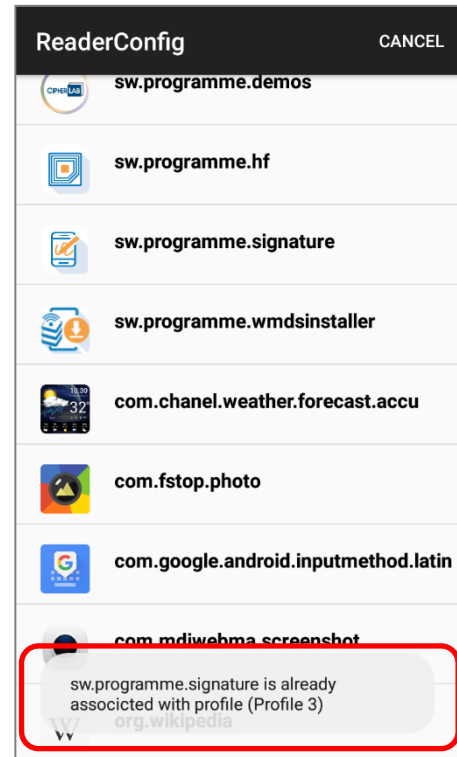 ReaderConfig CANCEL
CIPHERLAB
sw.programme.demos
sw.programme.hf
sw.programme.signature
sw.programme.wmdsinstaller
10:30
32°
com.chanel.weather.forecast.accu
com.fstop.photo
G
com.google.android.inputmethod.latin
com.mdiwebma.screenshot
sw.programme.signature is already
associcted with profile (Profile 3)
W org.wikipedia